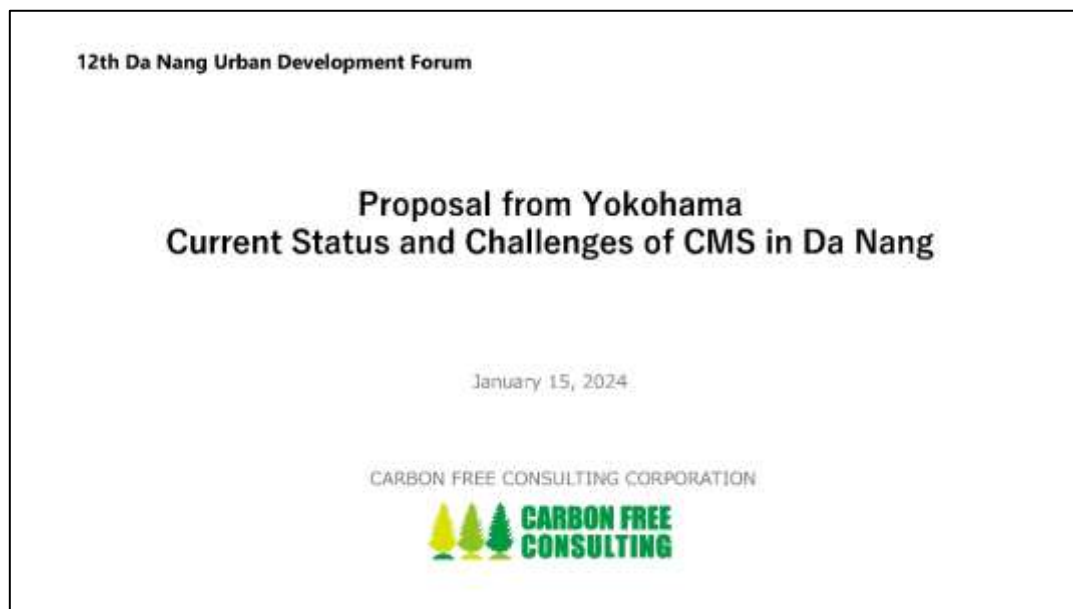 12th Da Nang Urban Development Forum
Proposal from Yokohama
Current Status and Challenges of CMS in Da Nang
January 15, 2024
CARBON FREE CONSULTING CORPORATION
CARBON FREE
CONSULTING